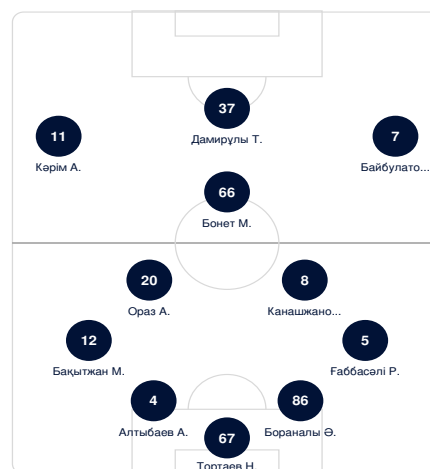 37
Дамирұлы Т.
11
Кәрім А.
7
Байбулато...
66
Бонет М.
20
Ораз А.
8
Канашжано...
12
Бақытжан М.
5
Ғаббасәлі Р.
4
Алтыбаев А.
86
Бораналы Ә.
67
Тортаев Н.